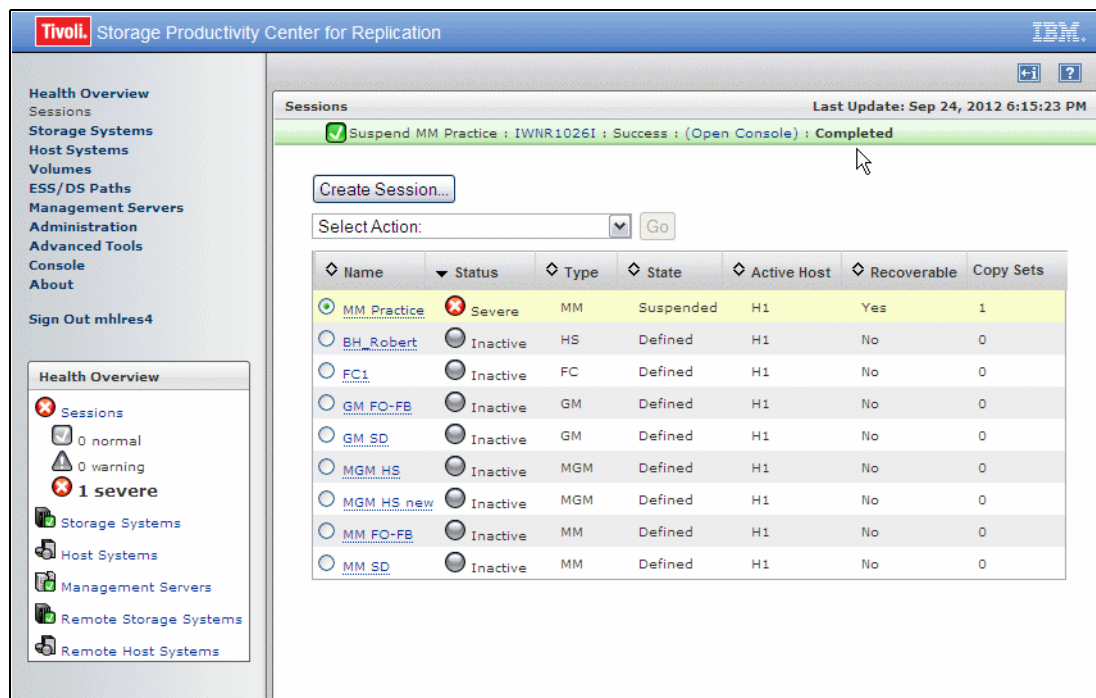 Tivoli. Storage Productivity Center for Replication
IBM.
Health Overview
Sessions
Storage Systems
Host Systems
Volumes
ESS/DS Paths
Management Servers
Administration
Advanced Tools
Console
About
Sign Out mhlres4
Health Overview
Sessions
0 normal
0 warning
1 severe
Storage Systems
Host Systems
Management Servers
Remote Storage Systems
Remote Host Systems
?
Sessions Last Update: Sep 24, 2012 6:15:23 PM
Suspend MM Practice : IWNR1026I : Success : (Open Console) : Completed
Create Session...
Select Action: Go
Name Status Type State Active Host Recoverable Copy Sets
MM Practice Severe MM Suspended H1 Yes 1
BH_Robert Inactive HS Defined H1 No 0
FC1 Inactive FC Defined H1 No 0
GM FO-FB Inactive GM Defined H1 No 0
GM SD Inactive GM Defined H1 No 0
MGM HS Inactive MGM Defined H1 No 0
MGM HS new Inactive MGM Defined H1 No 0
MM FO-FB Inactive MM Defined H1 No 0
MM SD Inactive MM Defined H1 No 0